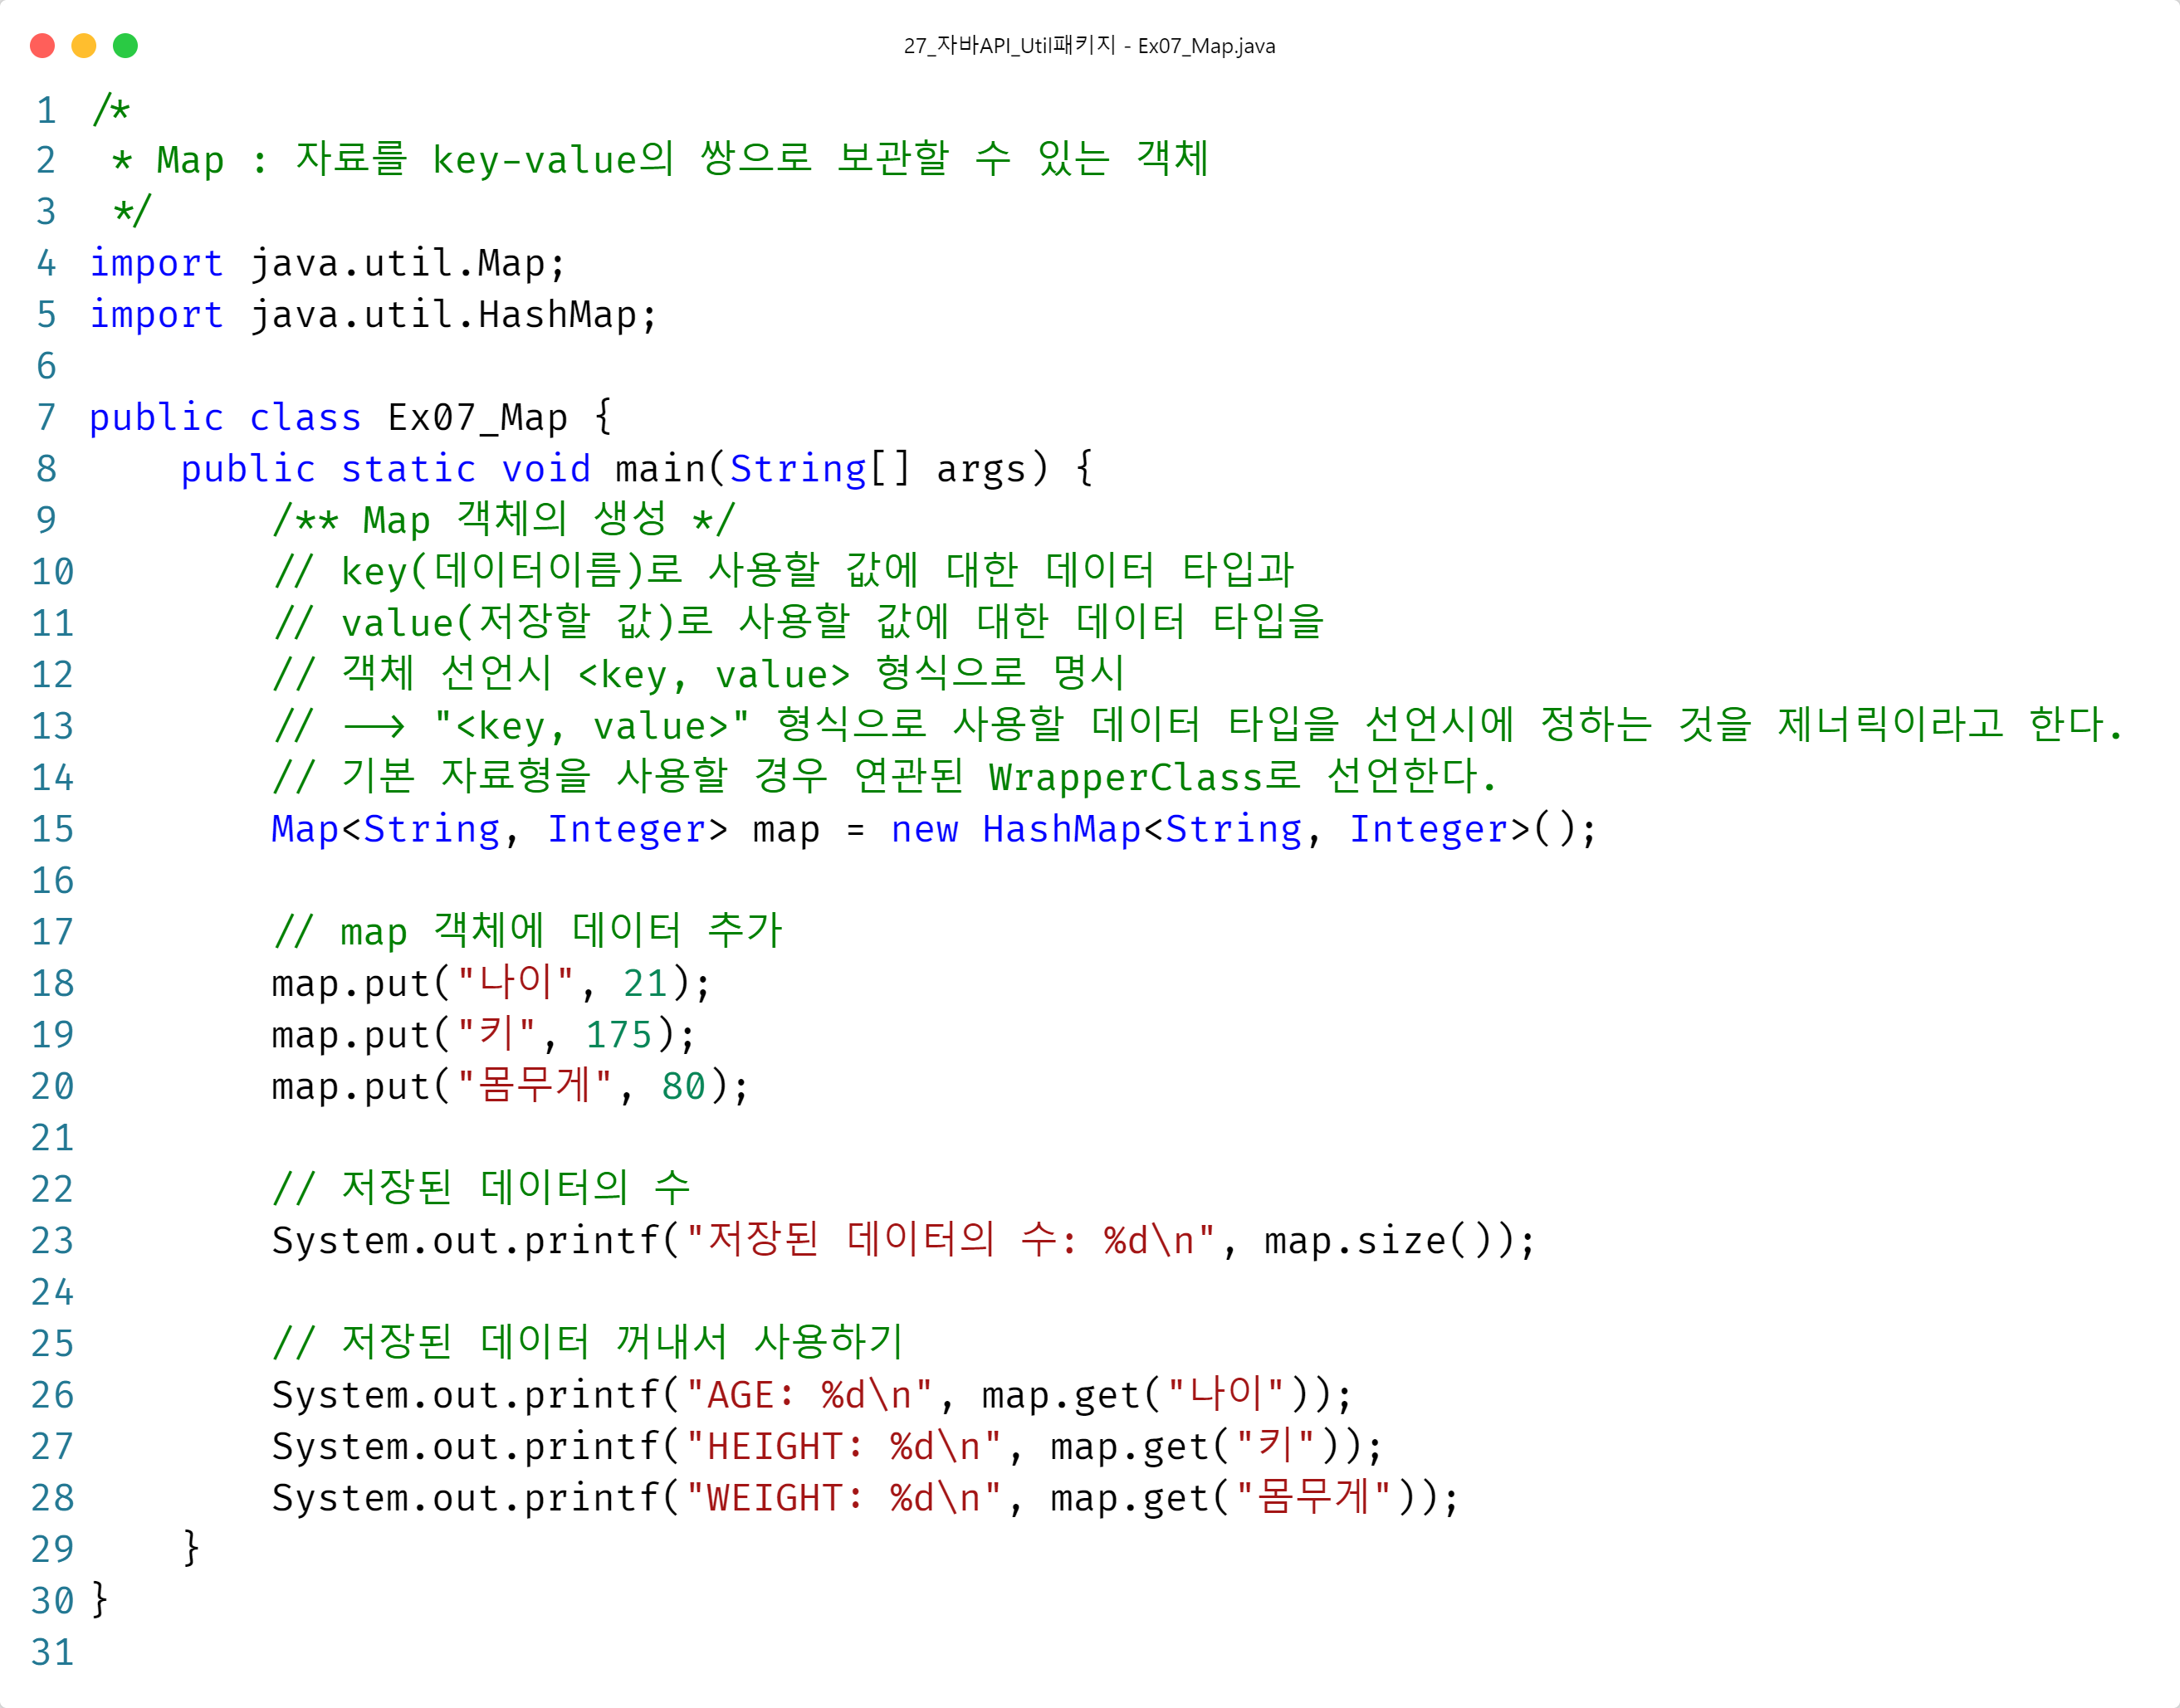 27_자바API_Util패키지 - Ex07_Map.java
1 /*
2  * Map : 자료를 key-value의 쌍으로 보관할 수 있는 객체
3  */
4 import java.util.Map;
5 import java.util.HashMap;
6
7 public class Ex07_Map {
8     public static void main(String[] args) {
9         /** Map 객체의 생성 */
10         // key(데이터이름)로 사용할 값에 대한 데이터 타입과
11         // value(저장할 값)로 사용할 값에 대한 데이터 타입을
12         // 객체 선언시 <key, value> 형식으로 명시
13         // --> "<key, value>" 형식으로 사용할 데이터 타입을 선언시에 정하는 것을 제너릭이라고 한다.
14         // 기본 자료형을 사용할 경우 연관된 WrapperClass로 선언한다.
15         Map<String, Integer> map = new HashMap<String, Integer>();
16
17         // map 객체에 데이터 추가
18         map.put("나이", 21);
19         map.put("키", 175);
20         map.put("몸무게", 80);
21
22         // 저장된 데이터의 수
23         System.out.printf("저장된 데이터의 수: %d\n", map.size());
24
25         // 저장된 데이터 꺼내서 사용하기
26         System.out.printf("AGE: %d\n", map.get("나이"));
27         System.out.printf("HEIGHT: %d\n", map.get("키"));
28         System.out.printf("WEIGHT: %d\n", map.get("몸무게"));
29     }
30 }
31